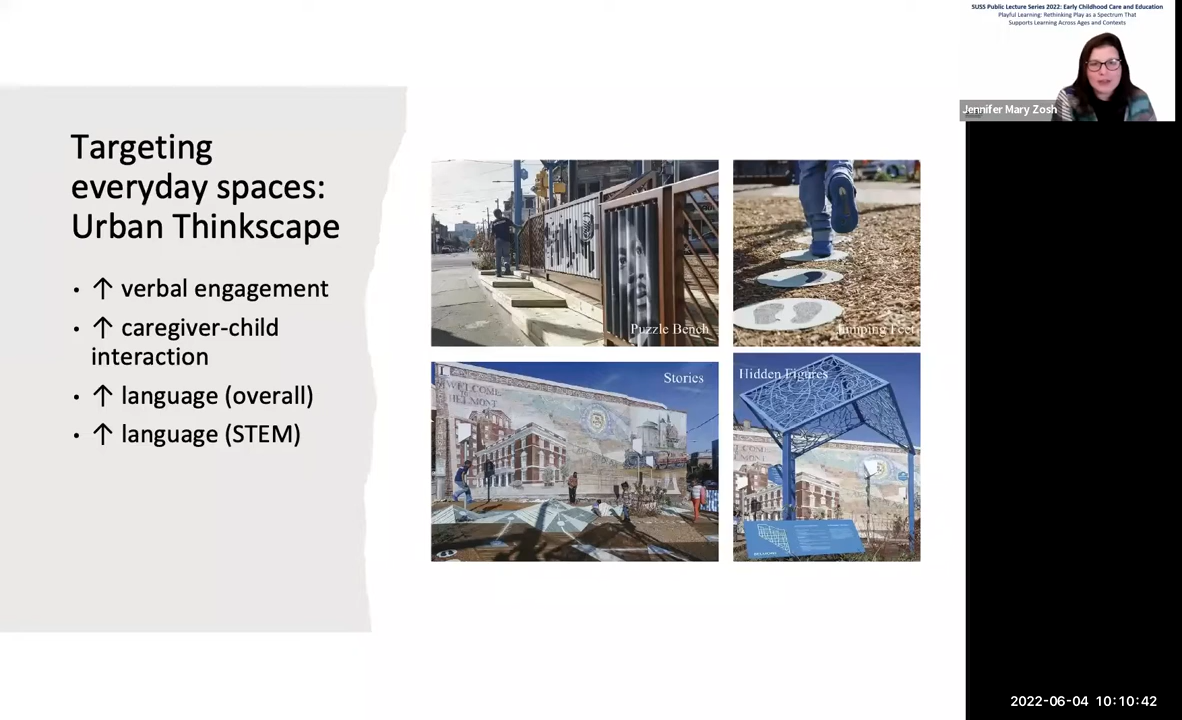 SUSS Public Lecture Series 2022: Early Childhood Care and Education
Playful Learning: Rethinking Play as a Spectrum That
Supports Learning Across Ages and Contexts
Jennifer Mary Zosh
Targeting
everyday spaces:
Urban Thinkscape
• ↑ verbal engagement
• ↑ caregiver-child
interaction
• ↑ language (overall)
• ↑ language (STEM)
Puzzle Bench
Jumping Feet
Stories
WELCOME
BELMONT
Hidden Figures
2022-06-04 10:10:42